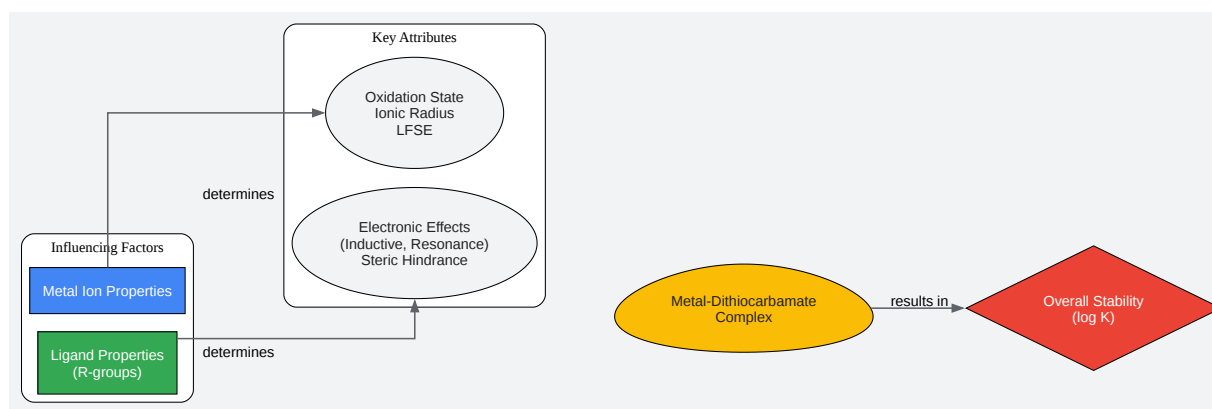 Key Attributes
Oxidation State
Ionic Radius
LFSE
determines
Electronic Effects
(Inductive, Resonance)
Steric Hindrance
Influencing Factors
Metal Ion Properties
Ligand Properties
(R-groups)
determines
Metal-Dithiocarbamate
Complex
results in
Overall Stability
(log K)